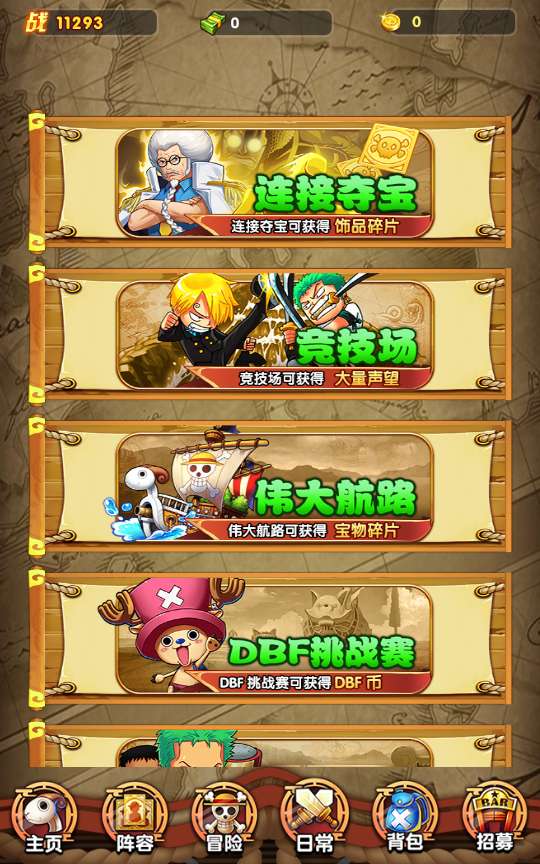 战 11293
0
0
连接夺宝
连接夺宝可获得 饰品碎片
竞技场
竞技场可获得 大量声望
伟大航路
伟大航路可获得 宝物碎片
DBF挑战赛
DBF 挑战赛可获得 DBF 币
BAR
主页
阵容
冒险
日常
背包
招募